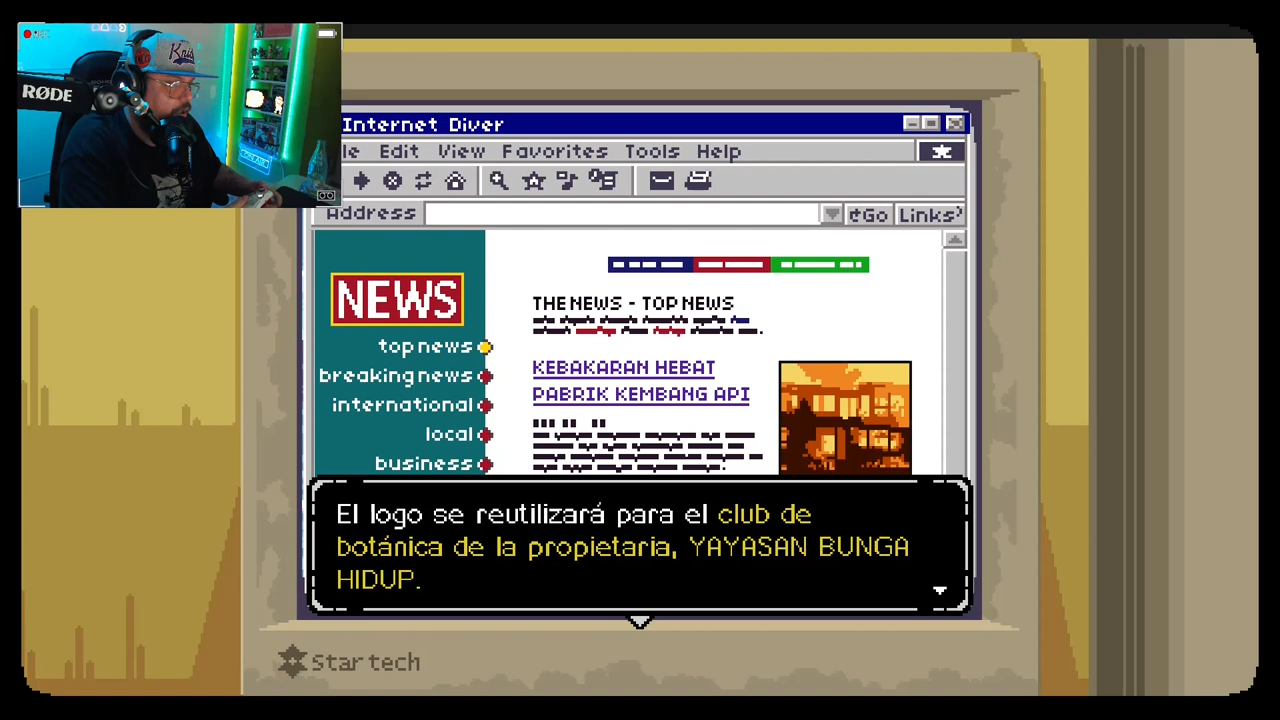 REC
Knis
RØDE
Internet Diver
le Edit View Favorites Tools Help
Address
Go Links
NEWS
top news
breaking news
international
local
business
THE NEWS - TOP NEWS
KEBAKARAN HEBAT
PABRIK KEMBANG API
El logo se reutilizará para el club de
botánica de la propietaria, YAYASAN BUNGA
HIDUP.
Star tech